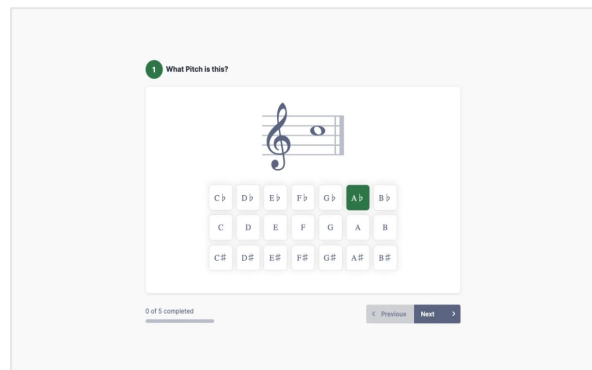 1 What Pitch is this?
C♭ D♭ E♭ F♭ G♭ A♭ B♭
C D E F G A B
C♯ D♯ E♯ F♯ G♯ A♯ B♯
0 of 5 completed
Previous Next